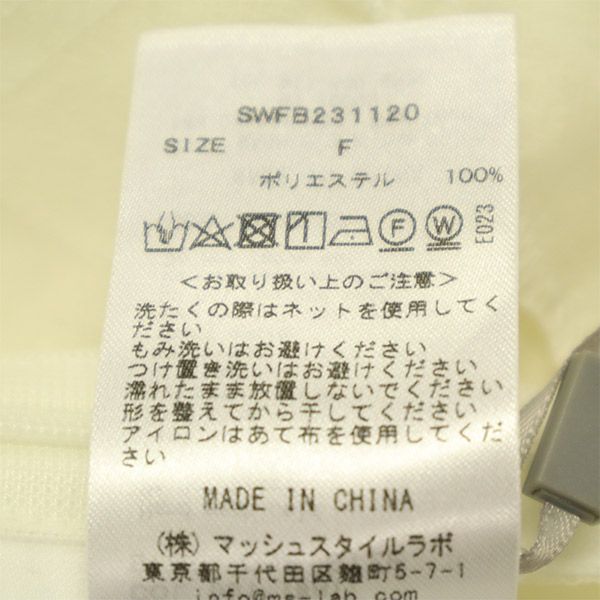 SWFB231120
SIZE F
ポリエステル 100%
F W E023
<お取り扱い上のご注意>
洗たくの際はネットを使用してく
ださい
もみ洗いはお避けください
つけ置き洗いはお避けください
濡れたまま放置しないでください
形を整えてから干してください
アイロンはあて布を使用してくだ
さい
MADE IN CHINA
(株) マッシュスタイルラボ
東京都千代田区麹町5-7-1
info@ms-lab.com